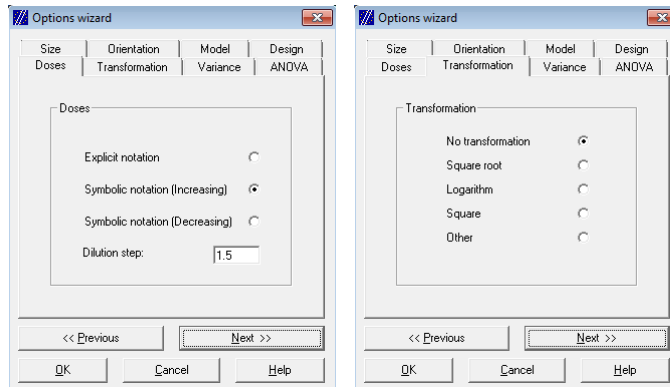 Options wizard
Size Orientation Model Design
Doses Transformation Variance ANOVA
Doses
Explicit notation
Symbolic notation (Increasing)
Symbolic notation (Decreasing)
Dilution step: 1.5
<< Previous Next >>
OK Cancel Help
Options wizard
Size Orientation Model Design
Doses Transformation Variance ANOVA
Transformation
No transformation
Square root
Logarithm
Square
Other
<< Previous Next >>
OK Cancel Help